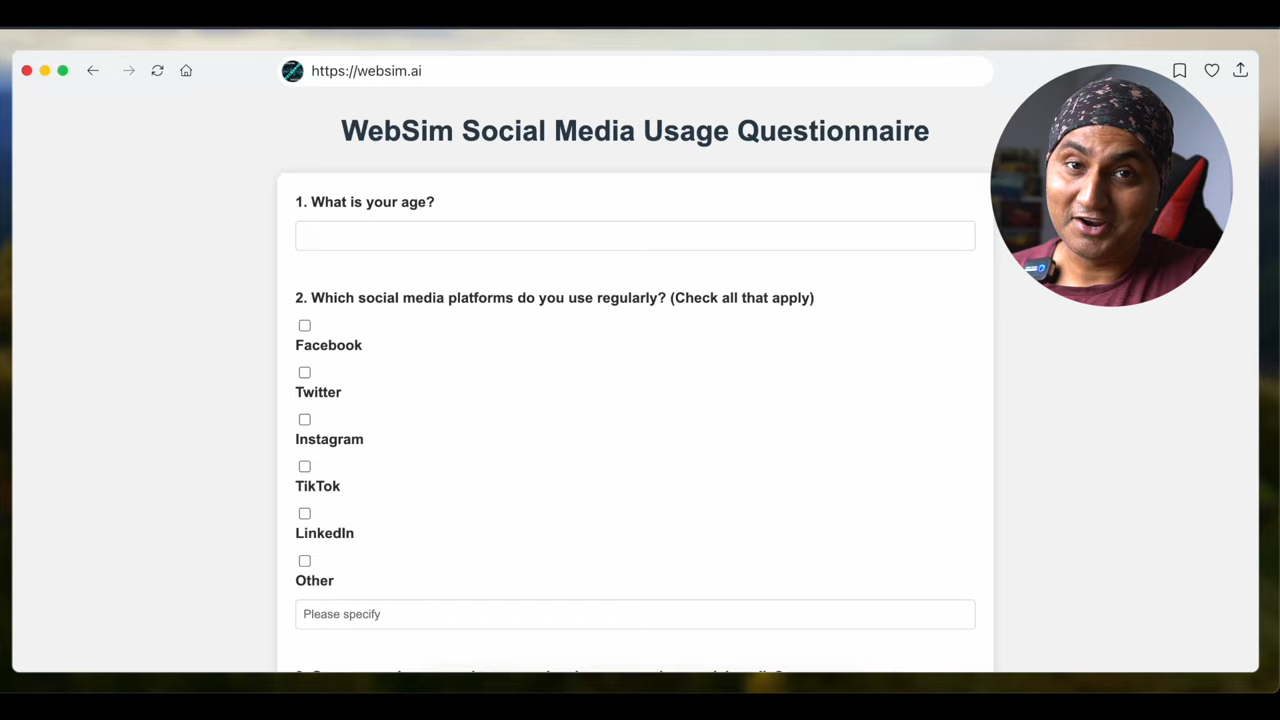 https://websim.ai
WebSim Social Media Usage Questionnaire
1. What is your age?
2. Which social media platforms do you use regularly? (Check all that apply)
Facebook
Twitter
Instagram
TikTok
LinkedIn
Other
Please specify